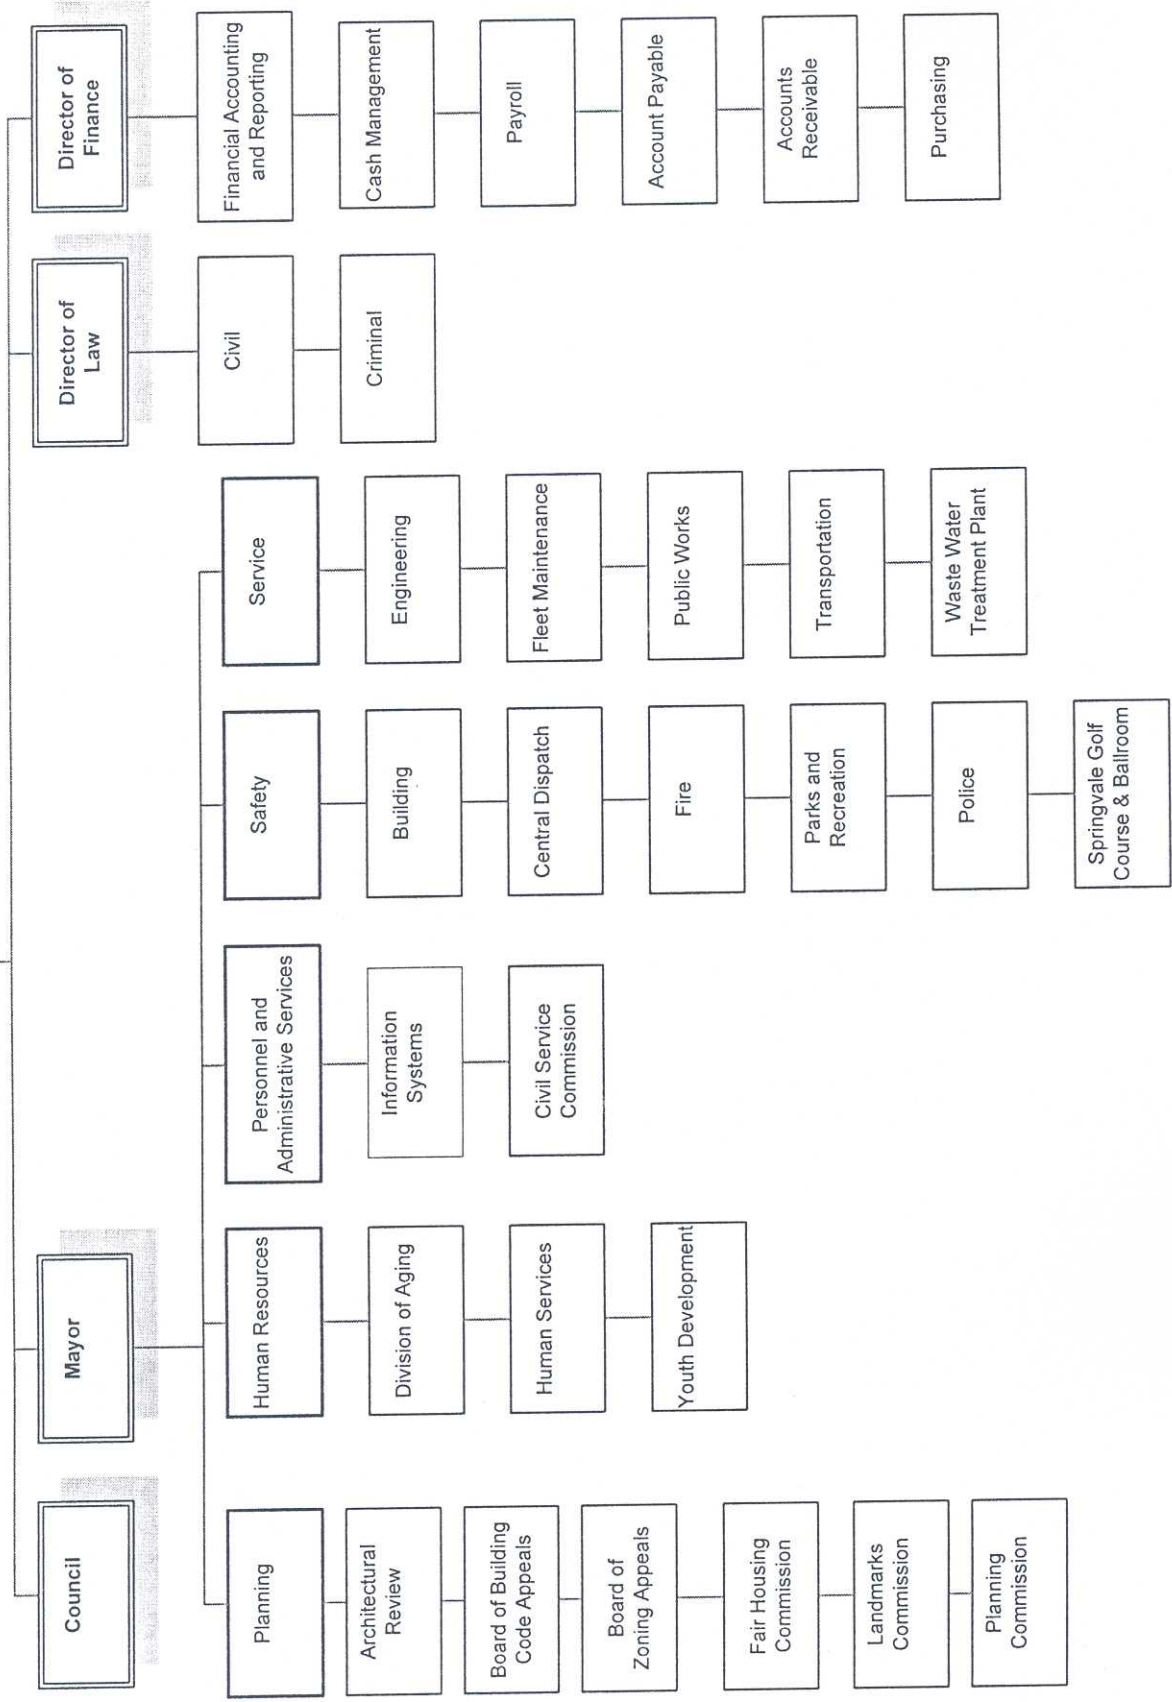 Council
Mayor
Director of
Law
Director of
Finance
Planning
Architectural
Review
Board of Building
Code Appeals
Board of
Zoning Appeals
Fair Housing
Commission
Landmarks
Commission
Planning
Commission
Human Resources
Division of Aging
Human Services
Youth Development
Personnel and
Administrative Services
Information
Systems
Civil Service
Commission
Safety
Building
Central Dispatch
Fire
Parks and
Recreation
Police
Springvale Golf
Course & Ballroom
Service
Engineering
Fleet Maintenance
Public Works
Transportation
Waste Water
Treatment Plant
Civil
Criminal
Financial Accounting
and Reporting
Cash Management
Payroll
Account Payable
Accounts
Receivable
Purchasing